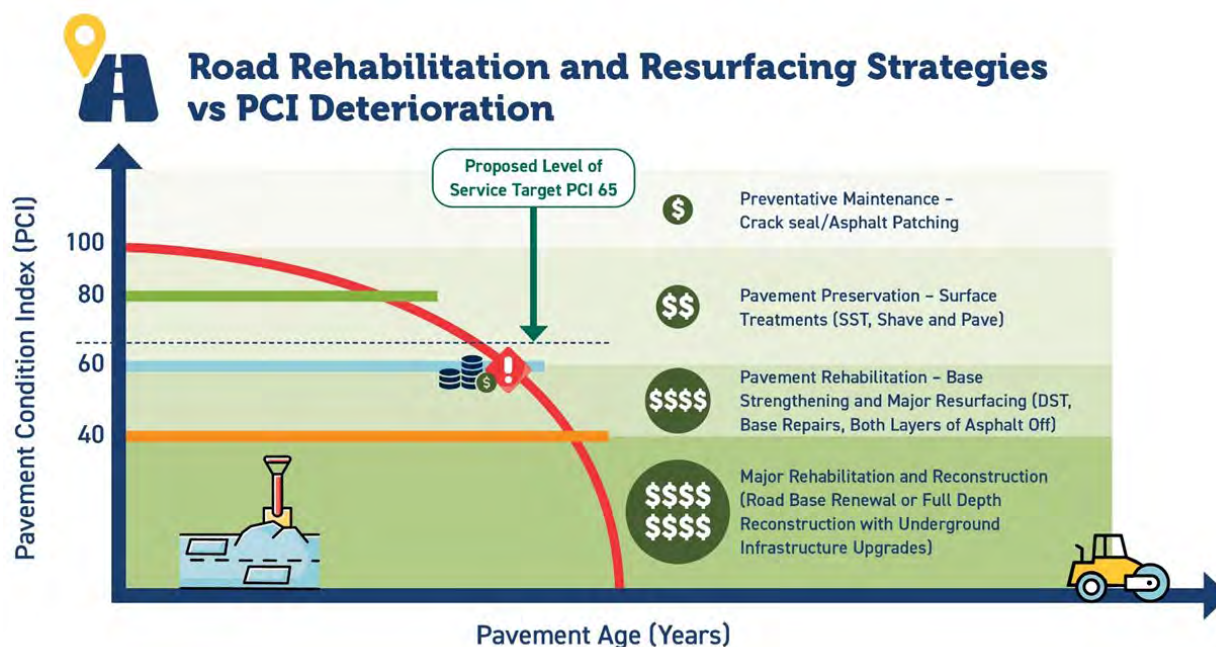 Road Rehabilitation and Resurfacing Strategies
vs PCI Deterioration
Pavement Condition Index (PCI)
100
80
60
40
Proposed Level of
Service Target PCI 65
$
!
$
Preventative Maintenance –
Crack seal/Asphalt Patching
$$
Pavement Preservation – Surface
Treatments (SST, Shave and Pave)
$$$$
Pavement Rehabilitation – Base
Strengthening and Major Resurfacing (DST,
Base Repairs, Both Layers of Asphalt Off)
$$$$
$$$$
Major Rehabilitation and Reconstruction
(Road Base Renewal or Full Depth
Reconstruction with Underground
Infrastructure Upgrades)
Pavement Age (Years)